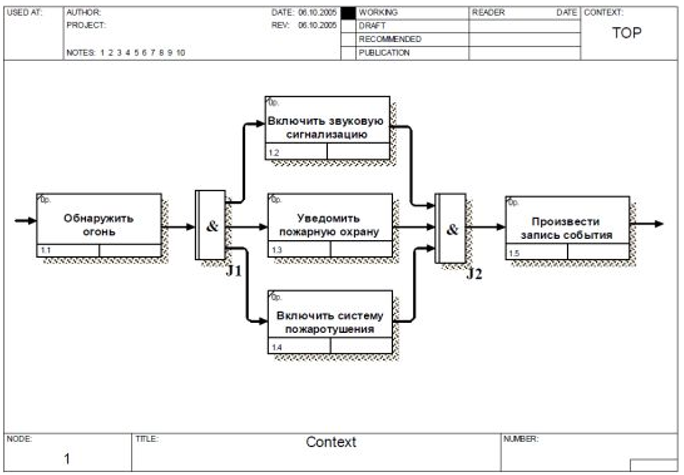 USED AT:
AUTHOR:
DATE: 06.10.2005
WORKING
READER
DATE
CONTEXT:
PROJECT:
REV: 06.10.2005
DRAFT
TOP
RECOMMENDED
NOTES: 1 2 3 4 5 6 7 8 9 10
PUBLICATION
0р.
Включить звуковую
сигнализацию
1.2
0р.
Обнаружить
огонь
1.1
&
J1
0р.
Уведомить
пожарную охрану
1.3
&
J2
0р.
Произвести
запись события
1.5
0р.
Включить систему
пожаротушения
1.4
NODE:
1
TITLE:
Context
NUMBER: